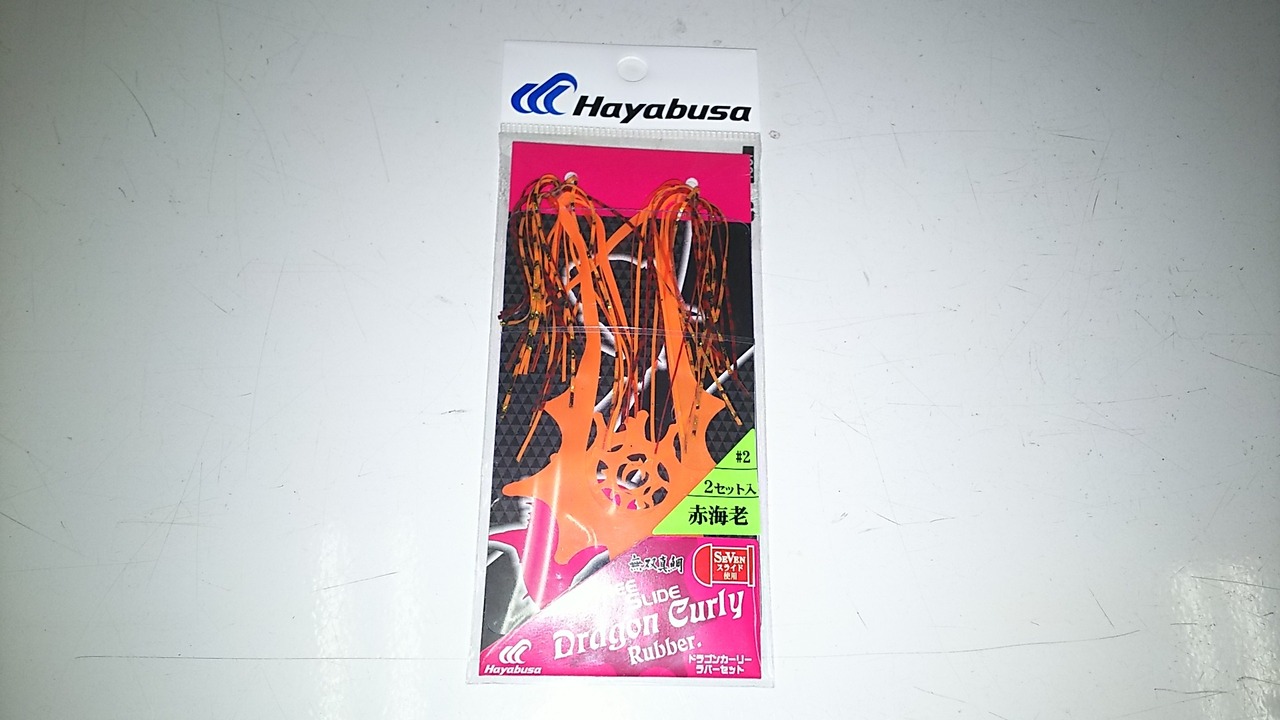 Hayabusa
#2
2セット入
赤海老
無双真鯛
SEVEN
スライド
使用
SLIDE
Dragon Curly
Rubber.
ドラゴンカーリー
ラバーセット
Hayabusa